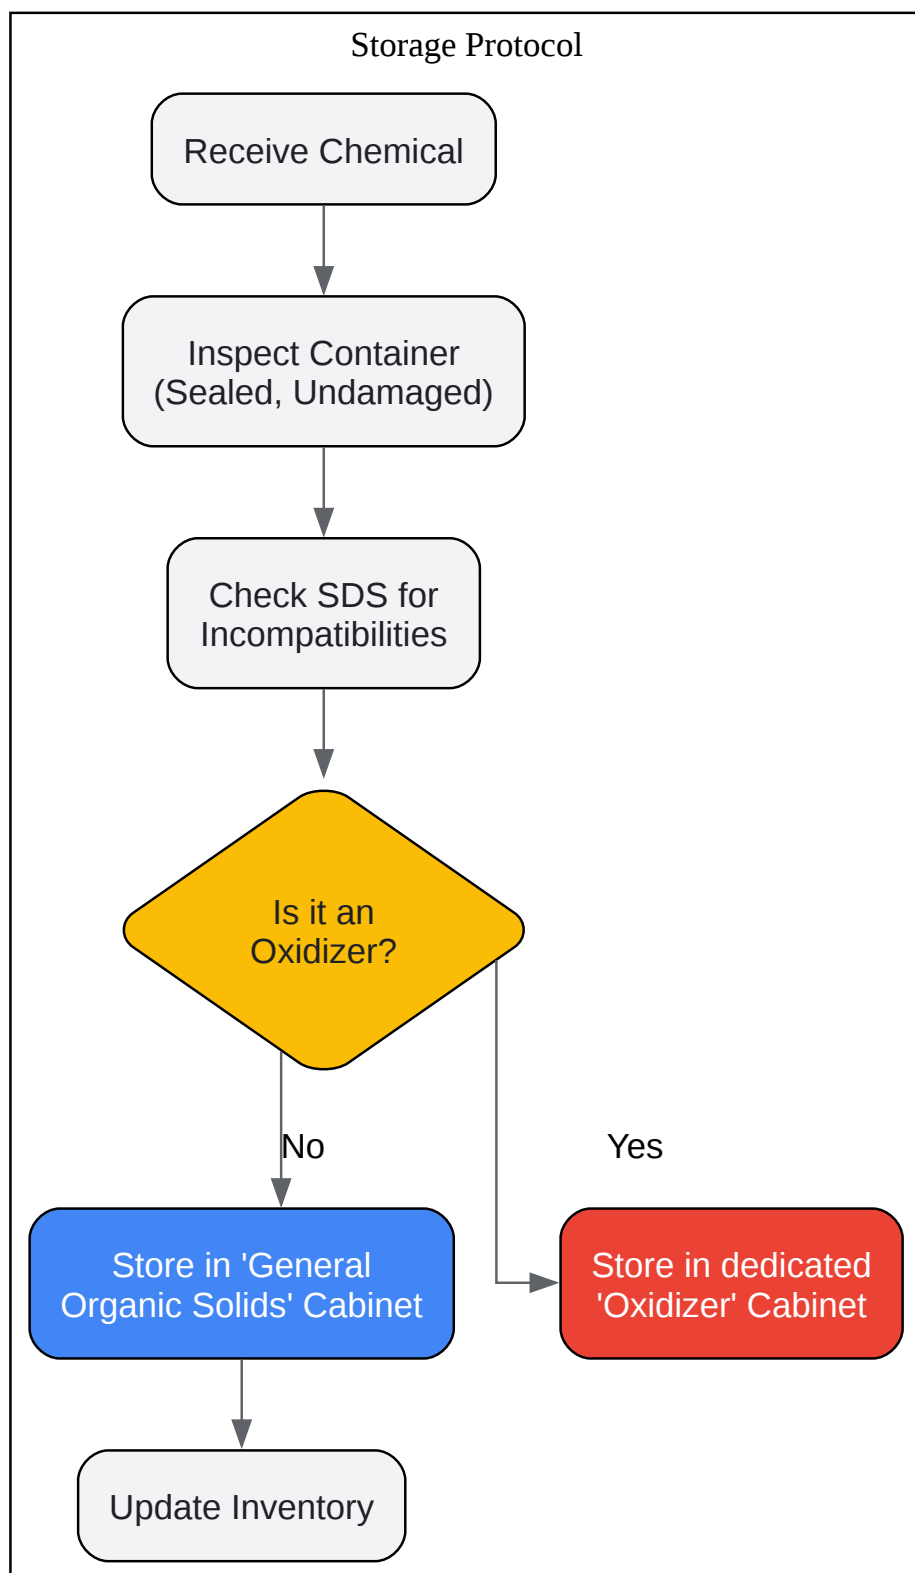 Storage Protocol
Receive Chemical
Inspect Container
(Sealed, Undamaged)
Check SDS for
Incompatibilities
Is it an
Oxidizer?
No
Yes
Store in 'General
Organic Solids' Cabinet
Store in dedicated
'Oxidizer' Cabinet
Update Inventory